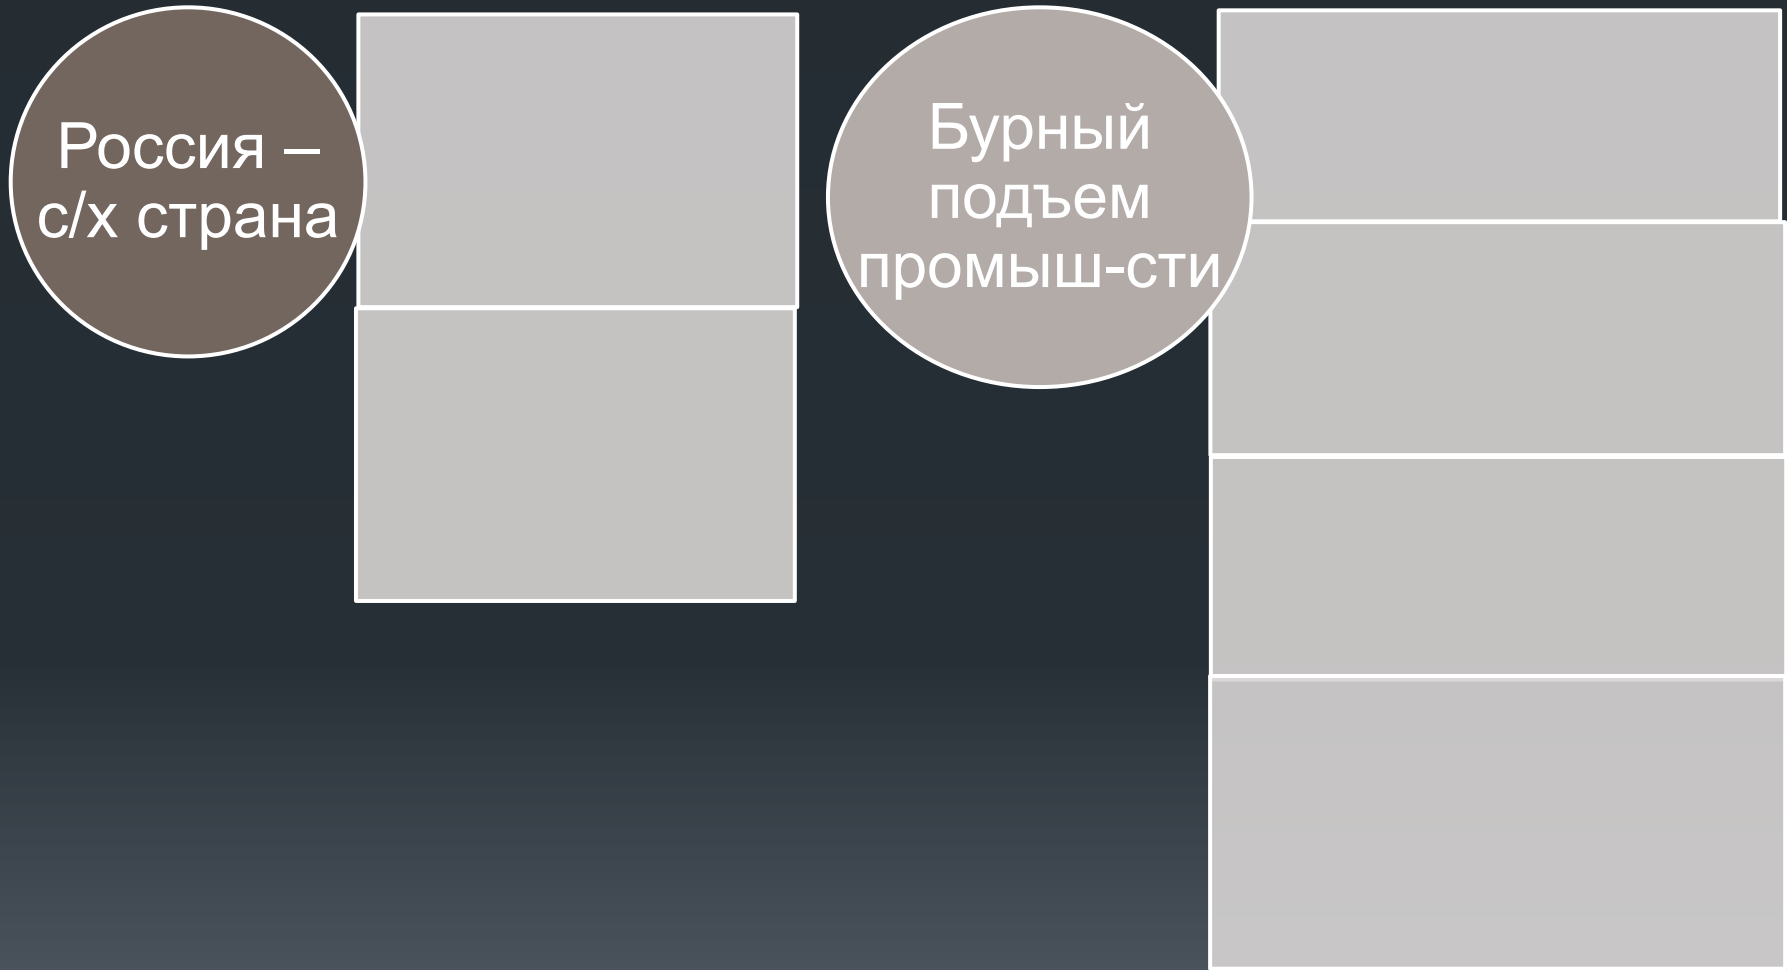 Россия –
с/х страна
Бурный
подъем
промыш-сти